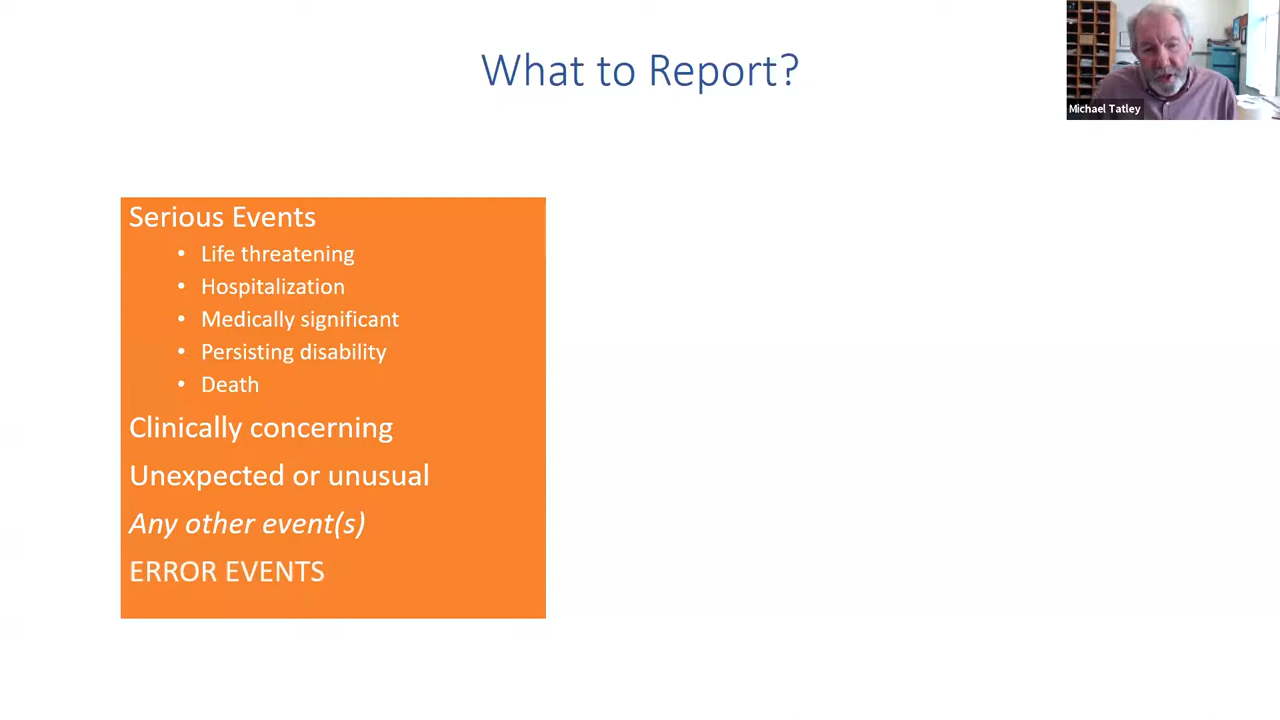 What to Report?
Michael Tatley
Serious Events
• Life threatening
• Hospitalization
• Medically significant
• Persisting disability
• Death
Clinically concerning
Unexpected or unusual
Any other event(s)
ERROR EVENTS